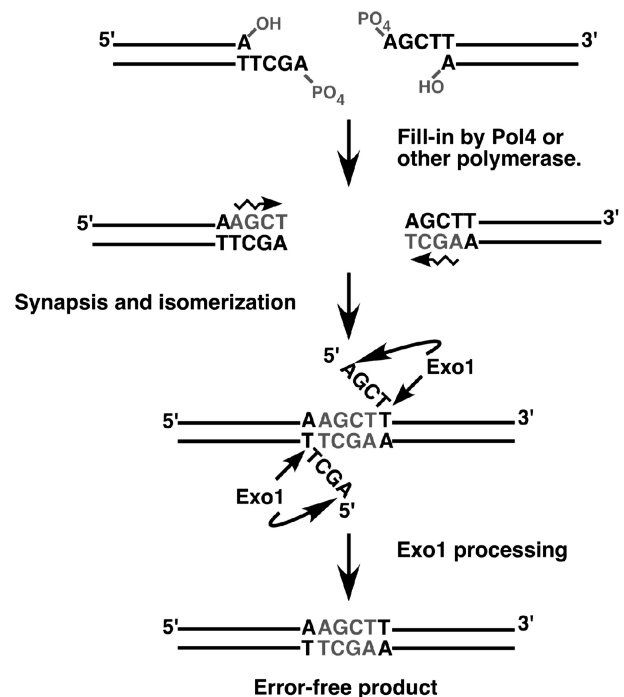 OH
PO4
5' A AGCTT 3'
TTCGA A
PO4 HO
Fill-in by Pol4 or
other polymerase.
5' AAGCT AGCTT 3'
TTCGA TCGAA
Synapsis and isomerization
5'
AGCT Exo1
5' AAGCTT 3'
TTCGAA
TCGA
Exo1
5'
Exo1 processing
5' AAGCTT 3'
TTCGAA
Error-free product